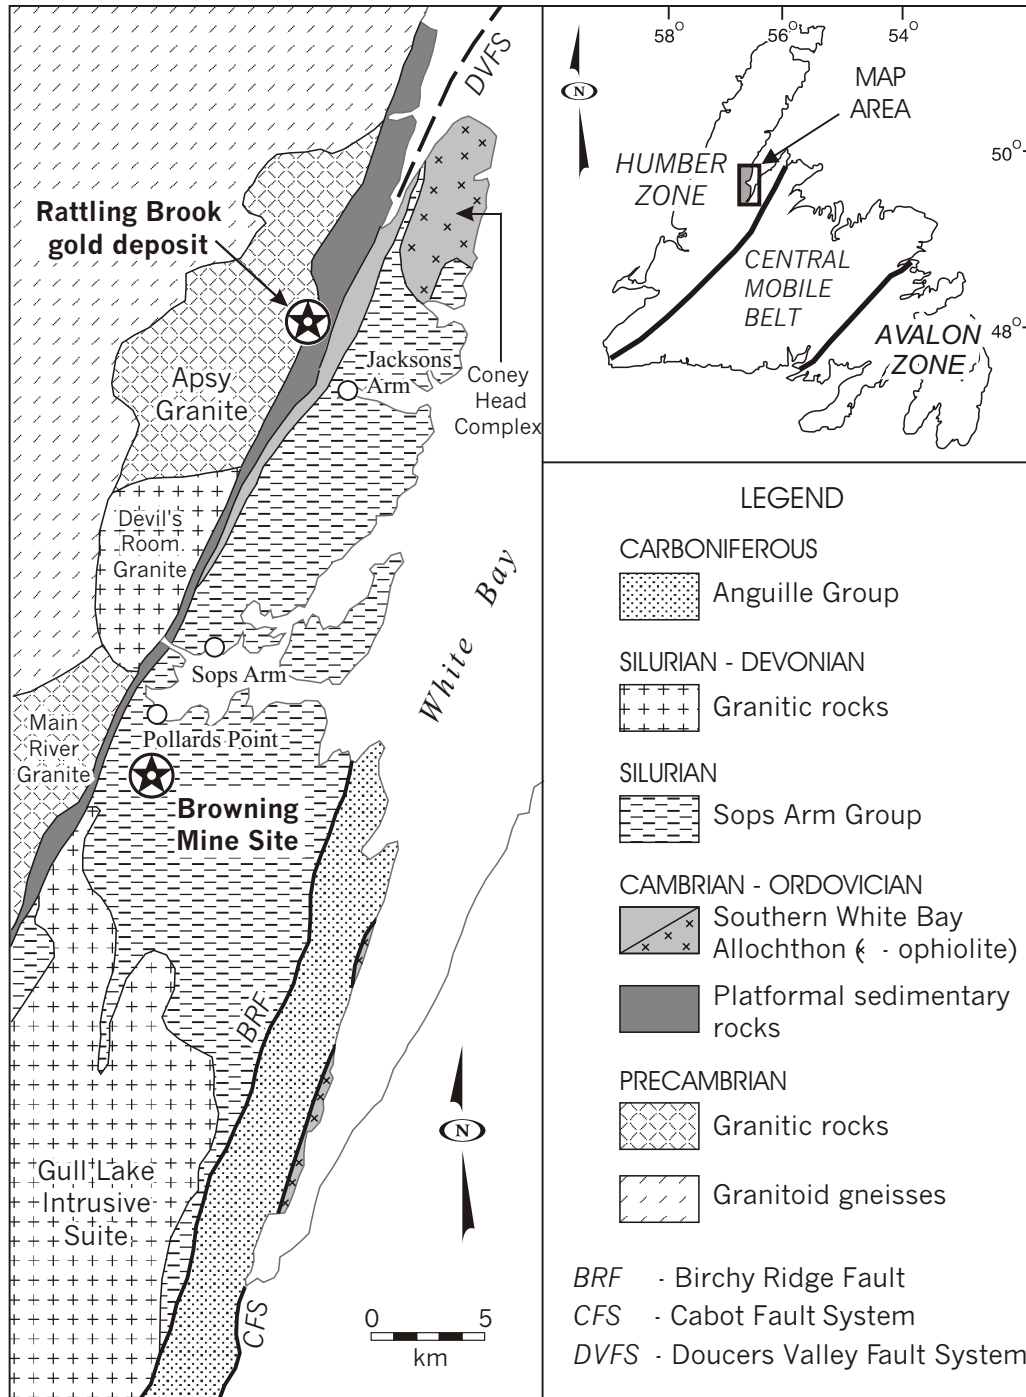 DVFS
Rattling Brook
gold deposit
Jacksons
Arm
Apsy
Granite
Coney
Head
Complex
Devil's
Room
Granite
White Bay
Sops Arm
Main
River
Granite
Pollards Point
Browning
Mine Site
BRF
N
Gull Lake
Intrusive
Suite
CFS
0 5
km
58° 56° 54°
N
MAP
AREA
50°
HUMBER
ZONE
CENTRAL
MOBILE
BELT
48°
AVALON
ZONE
LEGEND
CARBONIFEROUS
Anguille Group
SILURIAN - DEVONIAN
Granitic rocks
SILURIAN
Sops Arm Group
CAMBRIAN - ORDOVICIAN
Southern White Bay
Allochthon (x - ophiolite)
Platformal sedimentary
rocks
PRECAMBRIAN
Granitic rocks
Granitoid gneisses
BRF - Birchy Ridge Fault
CFS - Cabot Fault System
DVFS - Doucers Valley Fault System